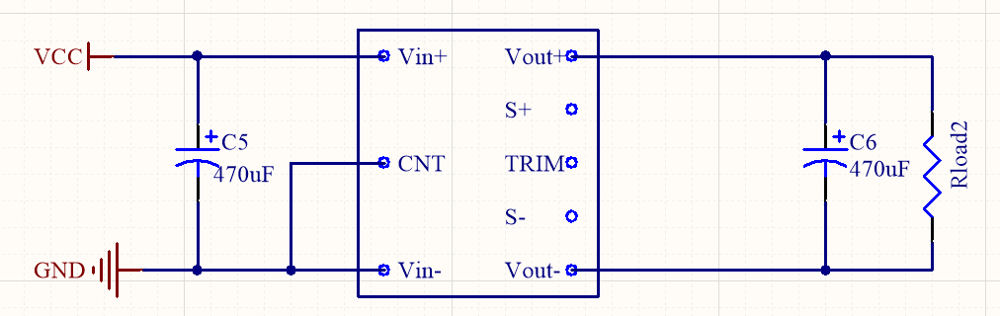 VCC
Vin+
Vout+
S+
+
C5
470uF
CNT
TRIM
+
C6
470uF
Rload2
S-
GND
Vin-
Vout-